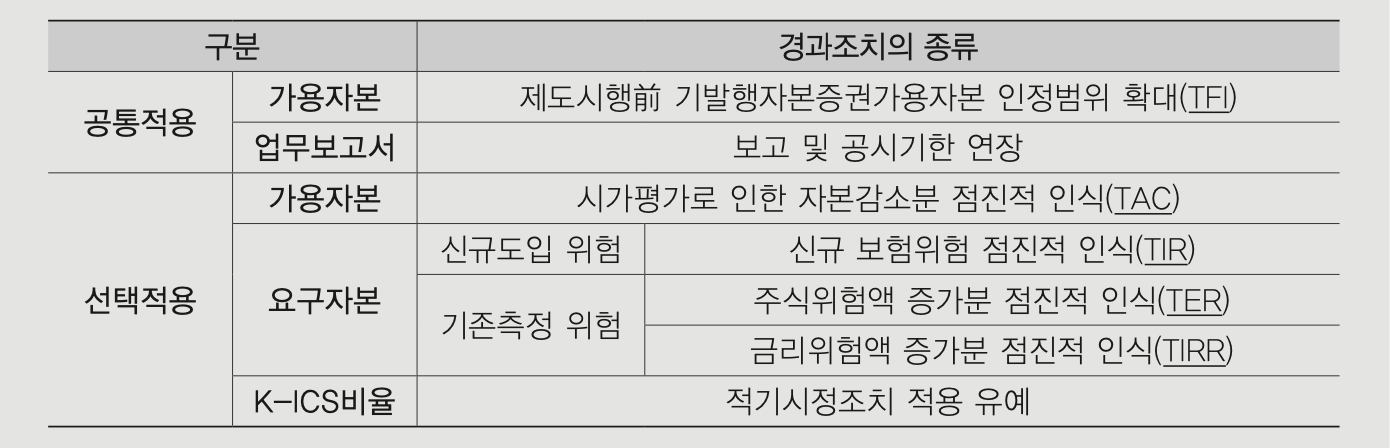 구분 경과조치의 종류
공통적용 가용자본 제도시행前 기발행자본증권가용자본 인정범위 확대(TFI)
업무보고서 보고 및 공시기한 연장
선택적용 가용자본 시가평가로 인한 자본감소분 점진적 인식(TAC)
요구자본 신규도입 위험 신규 보험위험 점진적 인식(TIR)
기존측정 위험 주식위험액 증가분 점진적 인식(TER)
금리위험액 증가분 점진적 인식(TIRR)
K-ICS비율 적기시정조치 적용 유예